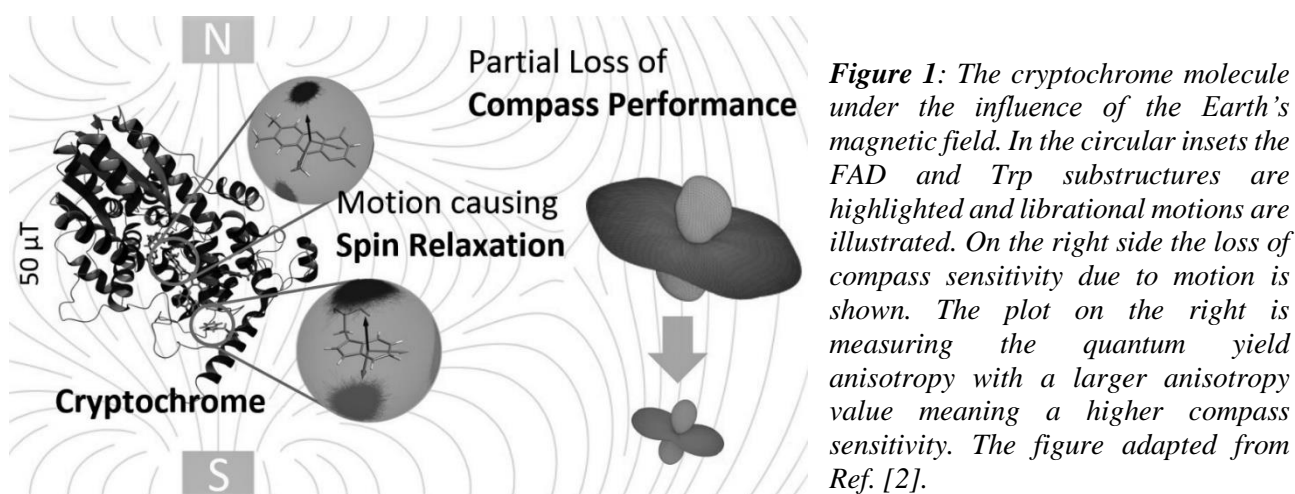 N
Partial Loss of
Compass Performance
Motion causing
Spin Relaxation
50 µT
Cryptochrome
S
Figure 1: The cryptochrome molecule
under the influence of the Earth’s
magnetic field. In the circular insets the
FAD and Trp substructures are
highlighted and librational motions are
illustrated. On the right side the loss of
compass sensitivity due to motion is
shown. The plot on the right is
measuring the quantum yield
anisotropy with a larger anisotropy
value meaning a higher compass
sensitivity. The figure adapted from
Ref. [2].